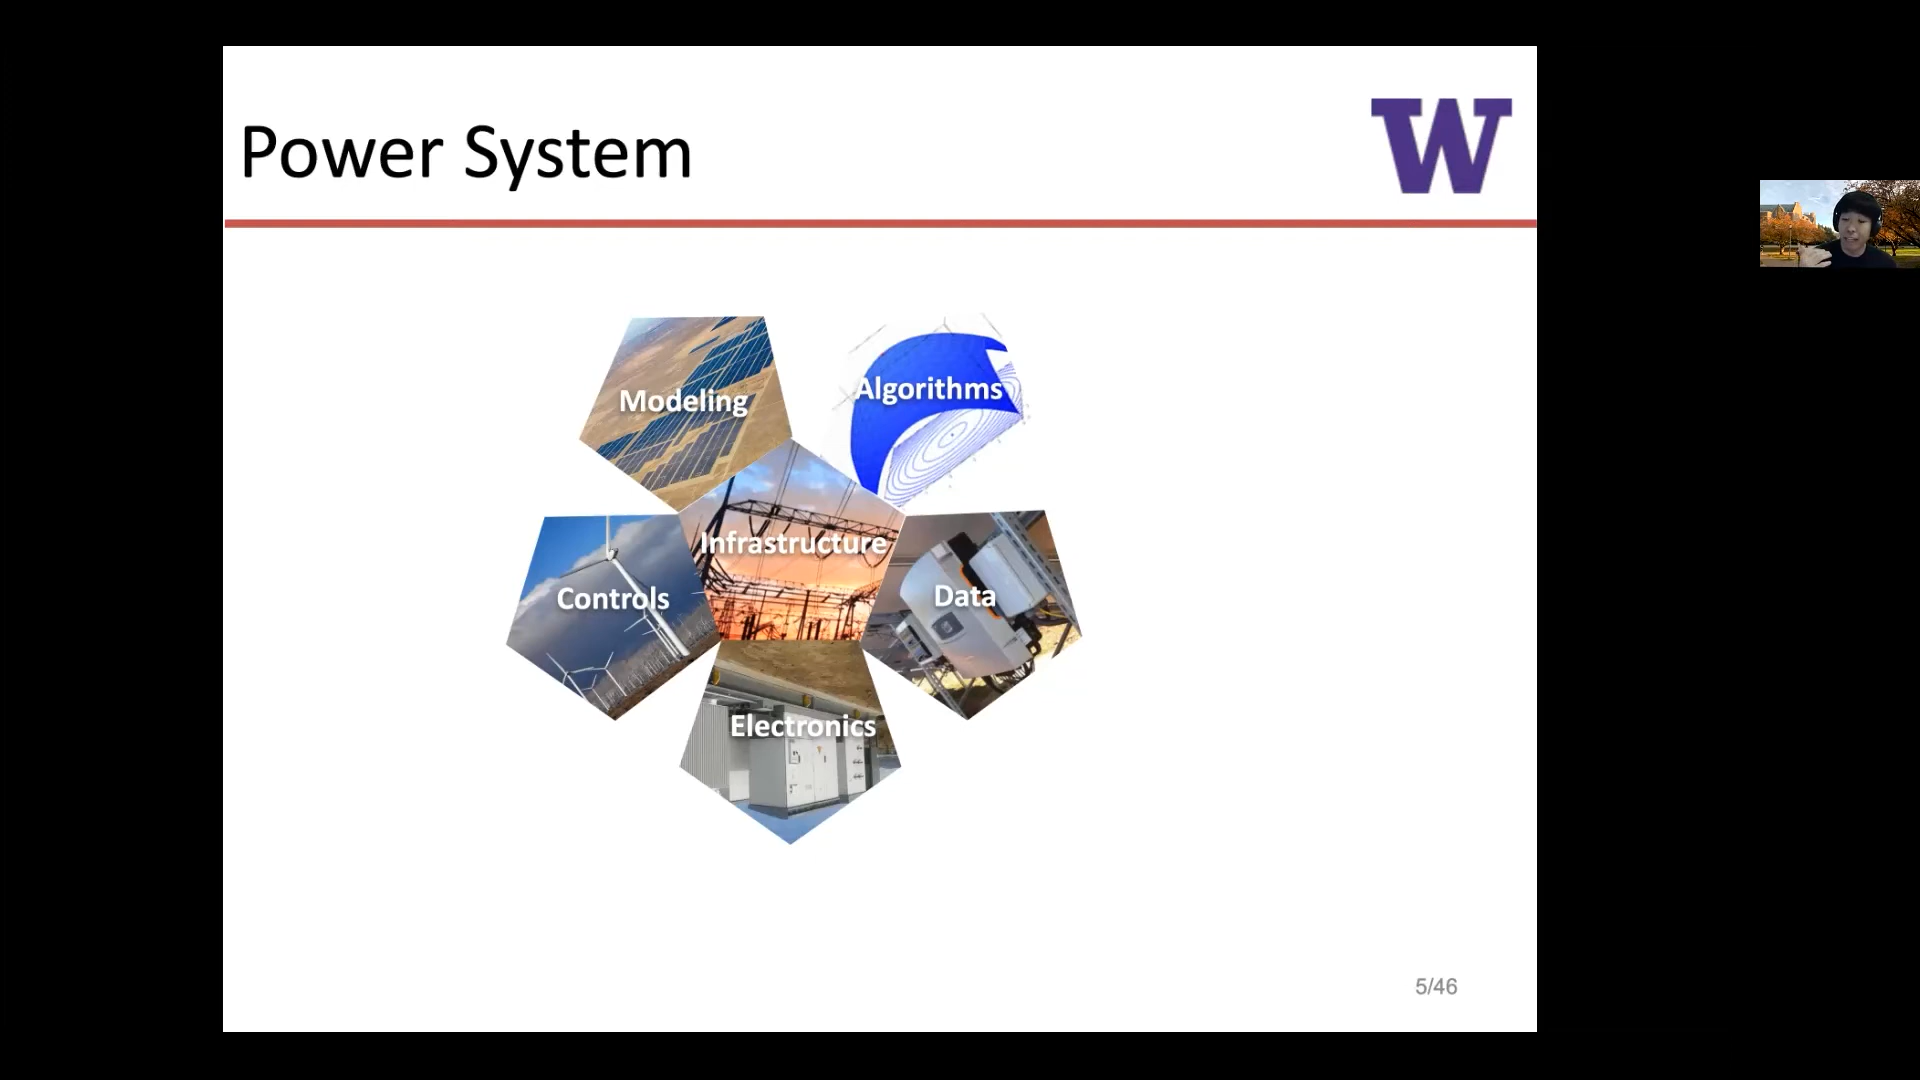 Power System
W
Modeling
Algorithms
Infrastructure
Controls
Data
Electronics
5/46